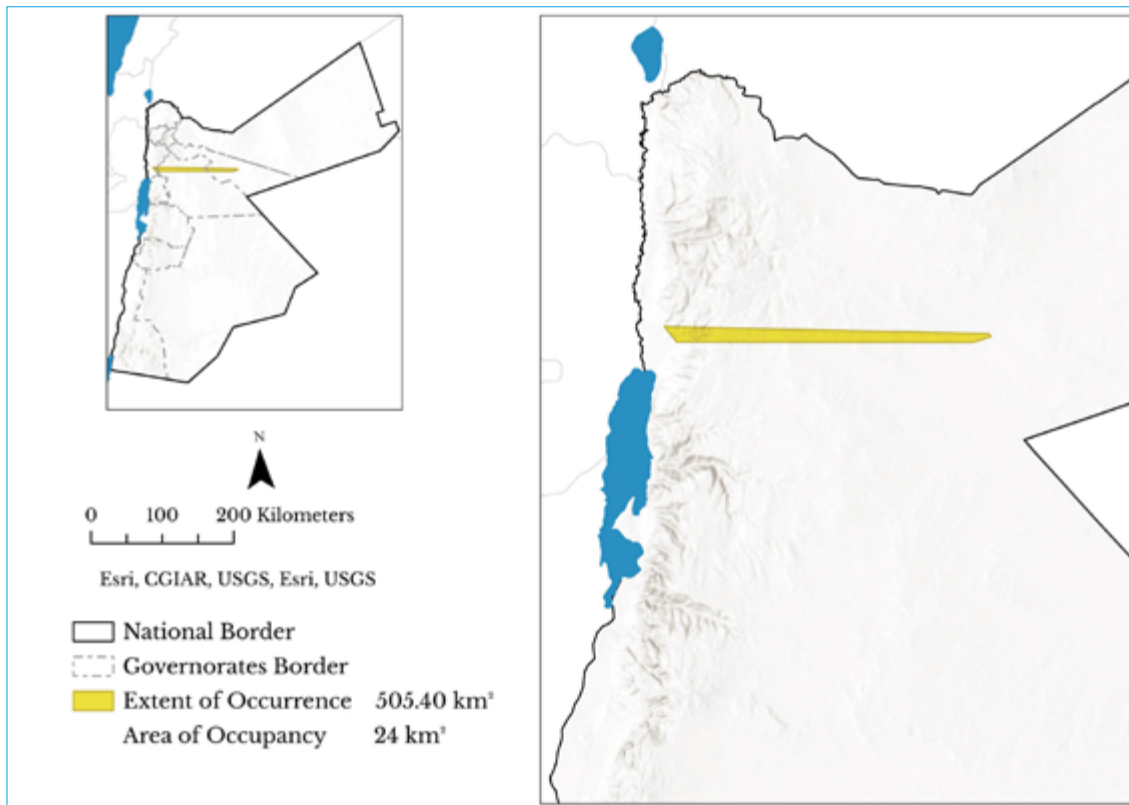 N
0 100 200 Kilometers
Esri, CGIAR, USGS, Esri, USGS
National Border
Governorates Border
Extent of Occurrence 505.40 km²
Area of Occupancy 24 km²